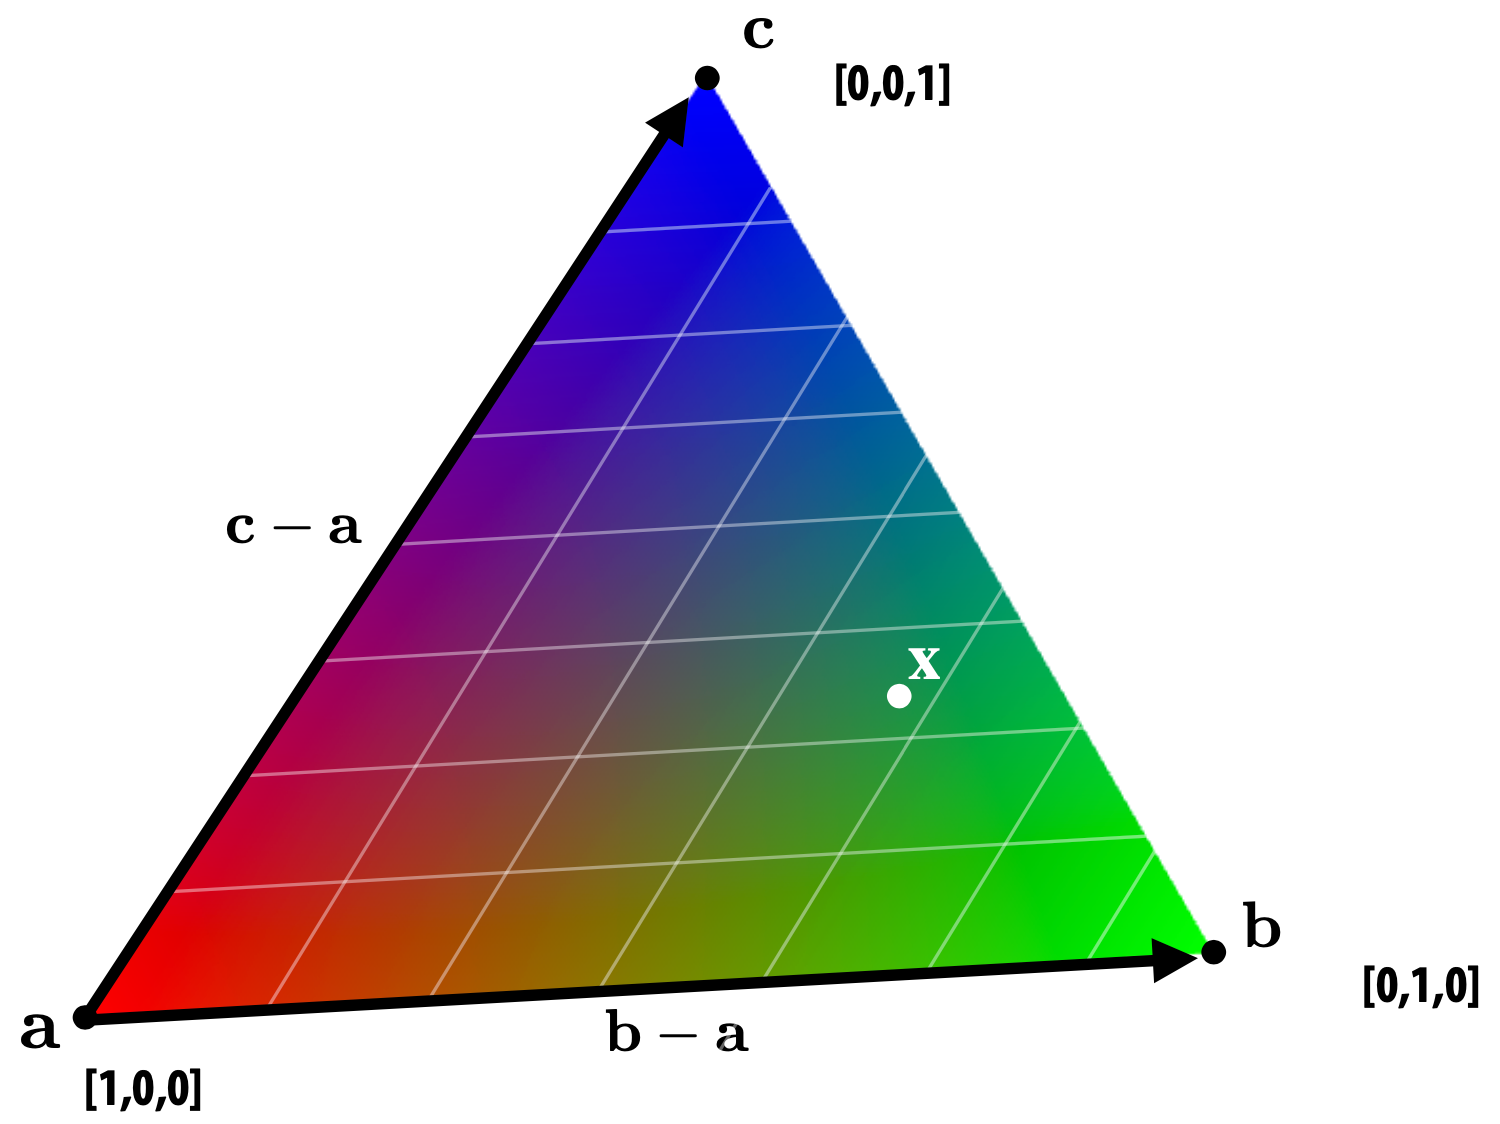 c
[0,0,1]
c − a
x
b
[0,1,0]
a
b − a
[1,0,0]